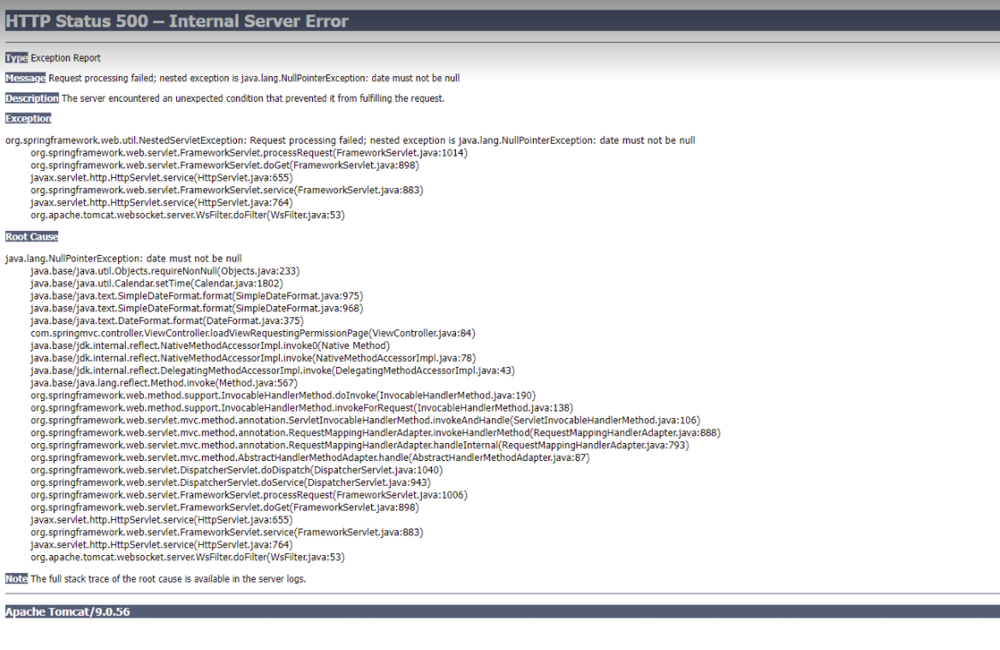 HTTP Status 500 – Internal Server Error
Type Exception Report
Message Request processing failed; nested exception is java.lang.NullPointerException: date must not be null
Description The server encountered an unexpected condition that prevented it from fulfilling the request.
Exception
org.springframework.web.util.NestedServletException: Request processing failed; nested exception is java.lang.NullPointerException: date must not be null
org.springframework.web.servlet.FrameworkServlet.processRequest(FrameworkServlet.java:1014)
org.springframework.web.servlet.FrameworkServlet.doGet(FrameworkServlet.java:898)
javax.servlet.http.HttpServlet.service(HttpServlet.java:655)
org.springframework.web.servlet.FrameworkServlet.service(FrameworkServlet.java:883)
javax.servlet.http.HttpServlet.service(HttpServlet.java:764)
org.apache.tomcat.websocket.server.WsFilter.doFilter(WsFilter.java:53)
Root Cause
java.lang.NullPointerException: date must not be null
java.base/java.util.Objects.requireNonNull(Objects.java:233)
java.base/java.util.Calendar.setTime(Calendar.java:1802)
java.base/java.text.SimpleDateFormat.format(SimpleDateFormat.java:975)
java.base/java.text.SimpleDateFormat.format(SimpleDateFormat.java:968)
java.base/java.text.DateFormat.format(DateFormat.java:375)
com.springmvc.controller.ViewController.loadViewRequestingPermissionPage(ViewController.java:84)
java.base/jdk.internal.reflect.NativeMethodAccessorImpl.invoke0(Native Method)
java.base/jdk.internal.reflect.NativeMethodAccessorImpl.invoke(NativeMethodAccessorImpl.java:78)
java.base/jdk.internal.reflect.DelegatingMethodAccessorImpl.invoke(DelegatingMethodAccessorImpl.java:43)
java.base/java.lang.reflect.Method.invoke(Method.java:567)
org.springframework.web.method.support.InvocableHandlerMethod.doInvoke(InvocableHandlerMethod.java:190)
org.springframework.web.method.support.InvocableHandlerMethod.invokeForRequest(InvocableHandlerMethod.java:138)
org.springframework.web.servlet.mvc.method.annotation.ServletInvocableHandlerMethod.invokeAndHandle(ServletInvocableHandlerMethod.java:106)
org.springframework.web.servlet.mvc.method.annotation.RequestMappingHandlerAdapter.invokeHandlerMethod(RequestMappingHandlerAdapter.java:888)
org.springframework.web.servlet.mvc.method.annotation.RequestMappingHandlerAdapter.handleInternal(RequestMappingHandlerAdapter.java:793)
org.springframework.web.servlet.mvc.method.AbstractHandlerMethodAdapter.handle(AbstractHandlerMethodAdapter.java:87)
org.springframework.web.servlet.DispatcherServlet.doDispatch(DispatcherServlet.java:1040)
org.springframework.web.servlet.DispatcherServlet.doService(DispatcherServlet.java:943)
org.springframework.web.servlet.FrameworkServlet.processRequest(FrameworkServlet.java:1006)
org.springframework.web.servlet.FrameworkServlet.doGet(FrameworkServlet.java:898)
javax.servlet.http.HttpServlet.service(HttpServlet.java:655)
org.springframework.web.servlet.FrameworkServlet.service(FrameworkServlet.java:883)
javax.servlet.http.HttpServlet.service(HttpServlet.java:764)
org.apache.tomcat.websocket.server.WsFilter.doFilter(WsFilter.java:53)
Note The full stack trace of the root cause is available in the server logs.
Apache Tomcat/9.0.56